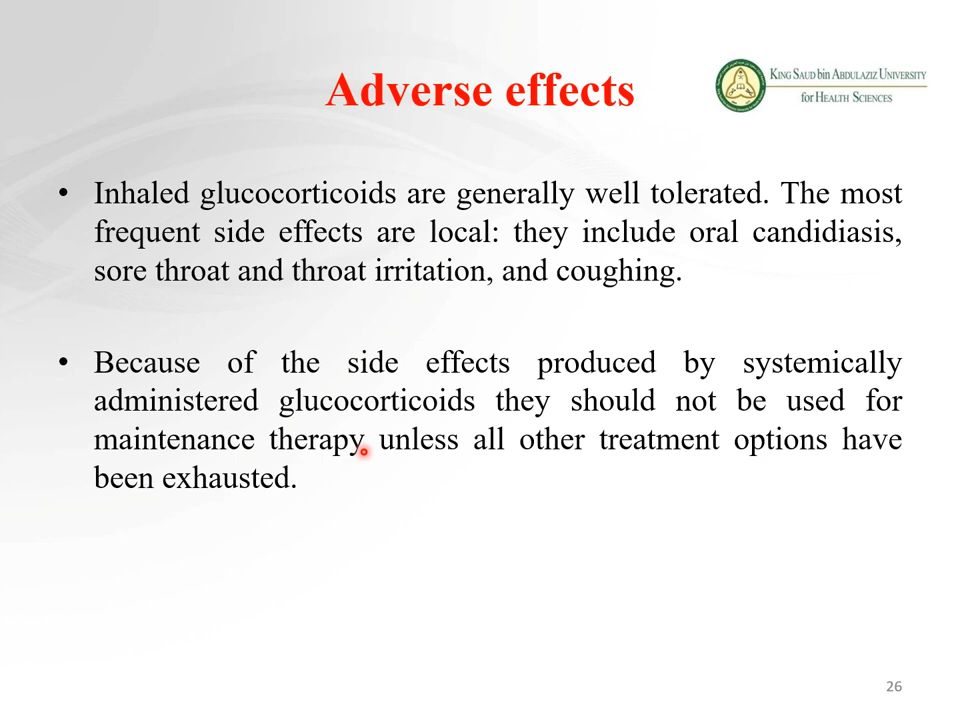 Adverse effects
KING SAUD bin ABDULAZIZ UNIVERSITY
for HEALTH SCIENCES
• Inhaled glucocorticoids are generally well tolerated. The most
frequent side effects are local: they include oral candidiasis,
sore throat and throat irritation, and coughing.
• Because of the side effects produced by systemically
administered glucocorticoids they should not be used for
maintenance therapy unless all other treatment options have
been exhausted.
26